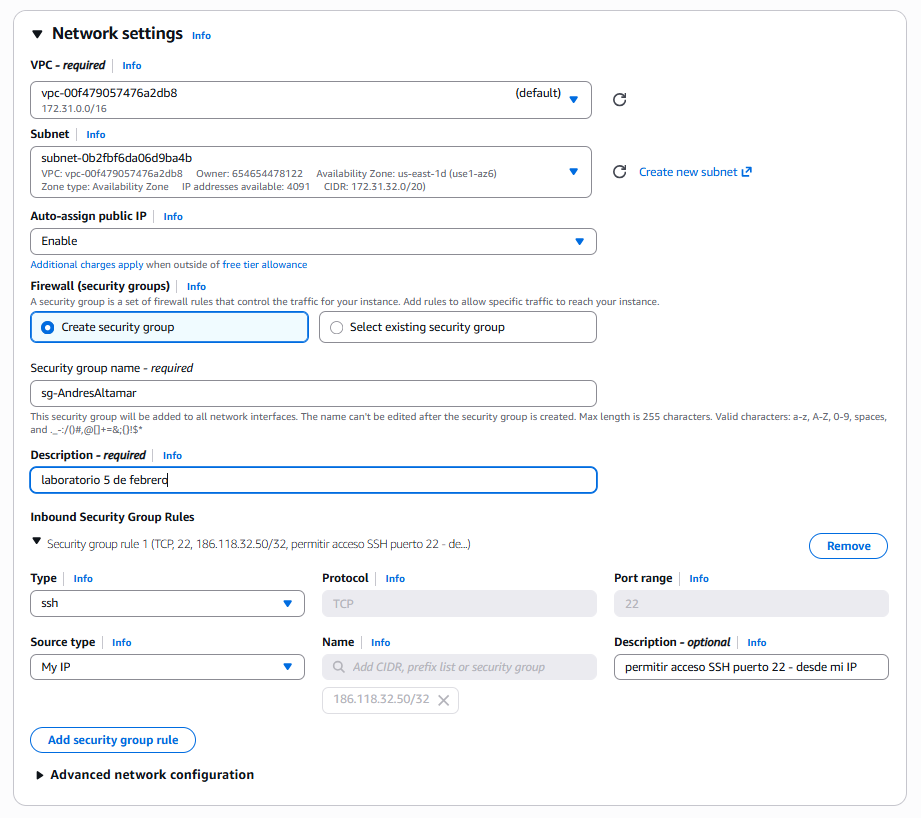 Network settings Info
VPC - required Info
vpc-00f479057476a2db8 (default)
172.31.0.0/16
Subnet Info
subnet-0b2fbf6da06d9ba4b
VPC: vpc-00f479057476a2db8 Owner: 654654478122 Availability Zone: us-east-1d (use1-az6)
Zone type: Availability Zone IP addresses available: 4091 CIDR: 172.31.32.0/20)
Create new subnet
Auto-assign public IP Info
Enable
Additional charges apply when outside of free tier allowance
Firewall (security groups) Info
A security group is a set of firewall rules that control the traffic for your instance. Add rules to allow specific traffic to reach your instance.
Create security group Select existing security group
Security group name - required
sg-AndresAltamar
This security group will be added to all network interfaces. The name can't be edited after the security group is created. Max length is 255 characters. Valid characters: a-z, A-Z, 0-9, spaces,
and ._-:/()#,@[]+=&;{}!$*
Description - required Info
laboratorio 5 de febrero
Inbound Security Group Rules
Security group rule 1 (TCP, 22, 186.118.32.50/32, permitir acceso SSH puerto 22 - de...)
Remove
Type Info Protocol Info Port range Info
ssh TCP 22
Source type Info Name Info Description - optional Info
My IP Add CIDR, prefix list or security group permitir acceso SSH puerto 22 - desde mi IP
186.118.32.50/32
Add security group rule
Advanced network configuration